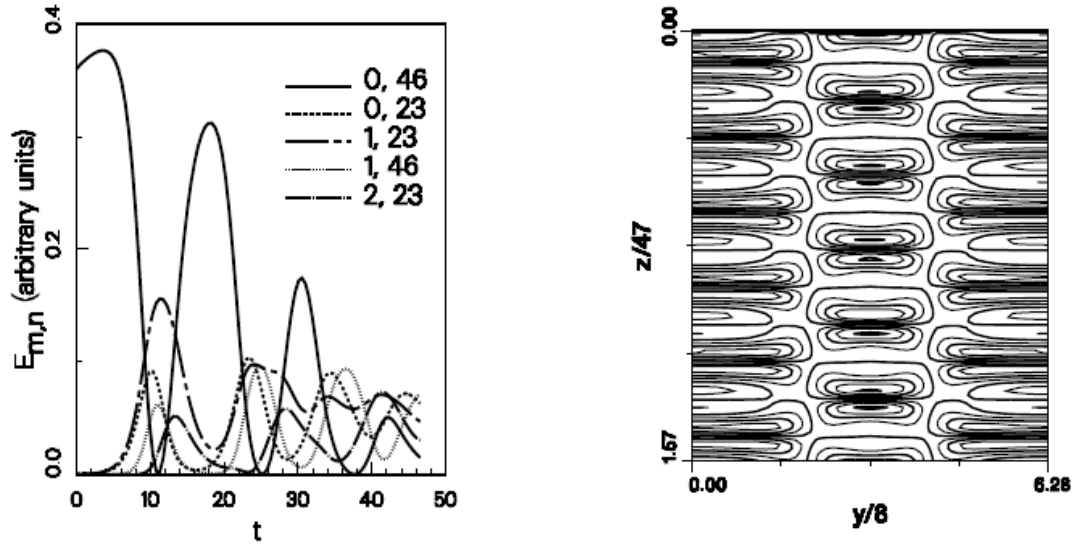 0.4
0.2
0.0
E_{m,n} (arbitrary units)
0, 46
0, 23
1, 23
1, 46
2, 23
0 10 20 30 40 50
t
0.00
z/47
1.57
0.00 6.28
y/8